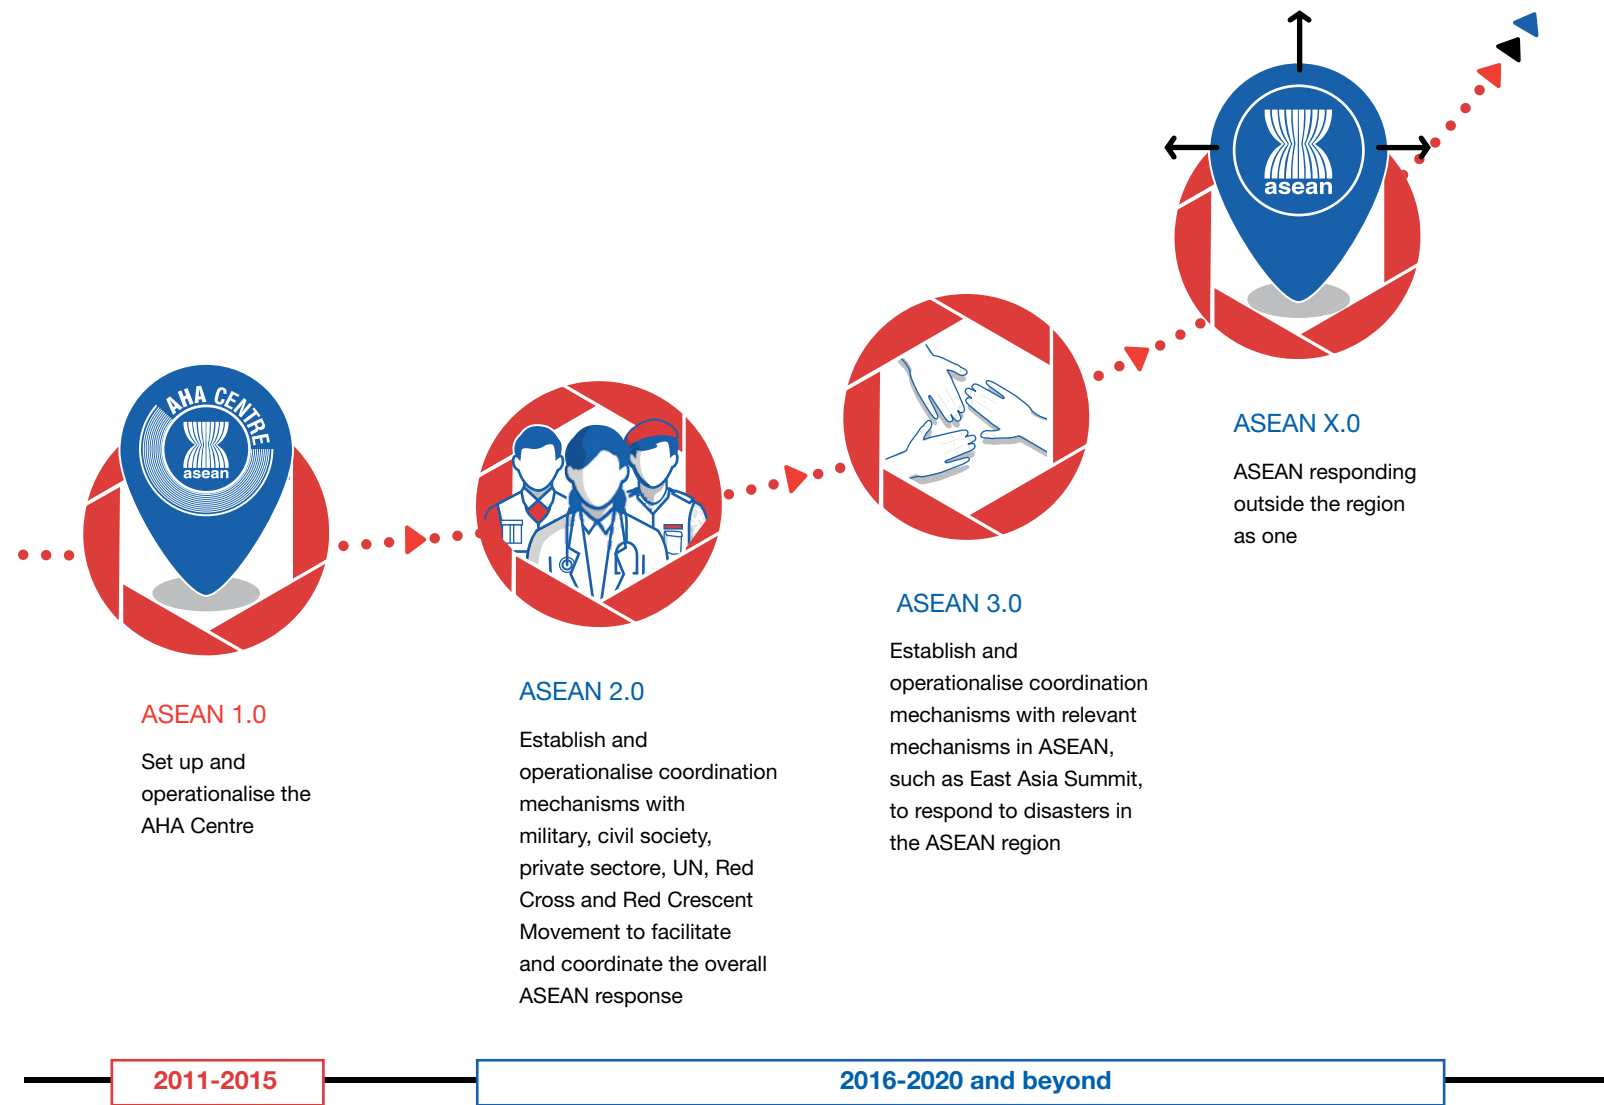 AHA CENTRE
asean
ASEAN 1.0
Set up and
operationalise the
AHA Centre
ASEAN 2.0
Establish and
operationalise coordination
mechanisms with
military, civil society,
private sectore, UN, Red
Cross and Red Crescent
Movement to facilitate
and coordinate the overall
ASEAN response
ASEAN 3.0
Establish and
operationalise coordination
mechanisms with relevant
mechanisms in ASEAN,
such as East Asia Summit,
to respond to disasters in
the ASEAN region
asean
ASEAN X.0
ASEAN responding
outside the region
as one
2011-2015
2016-2020 and beyond